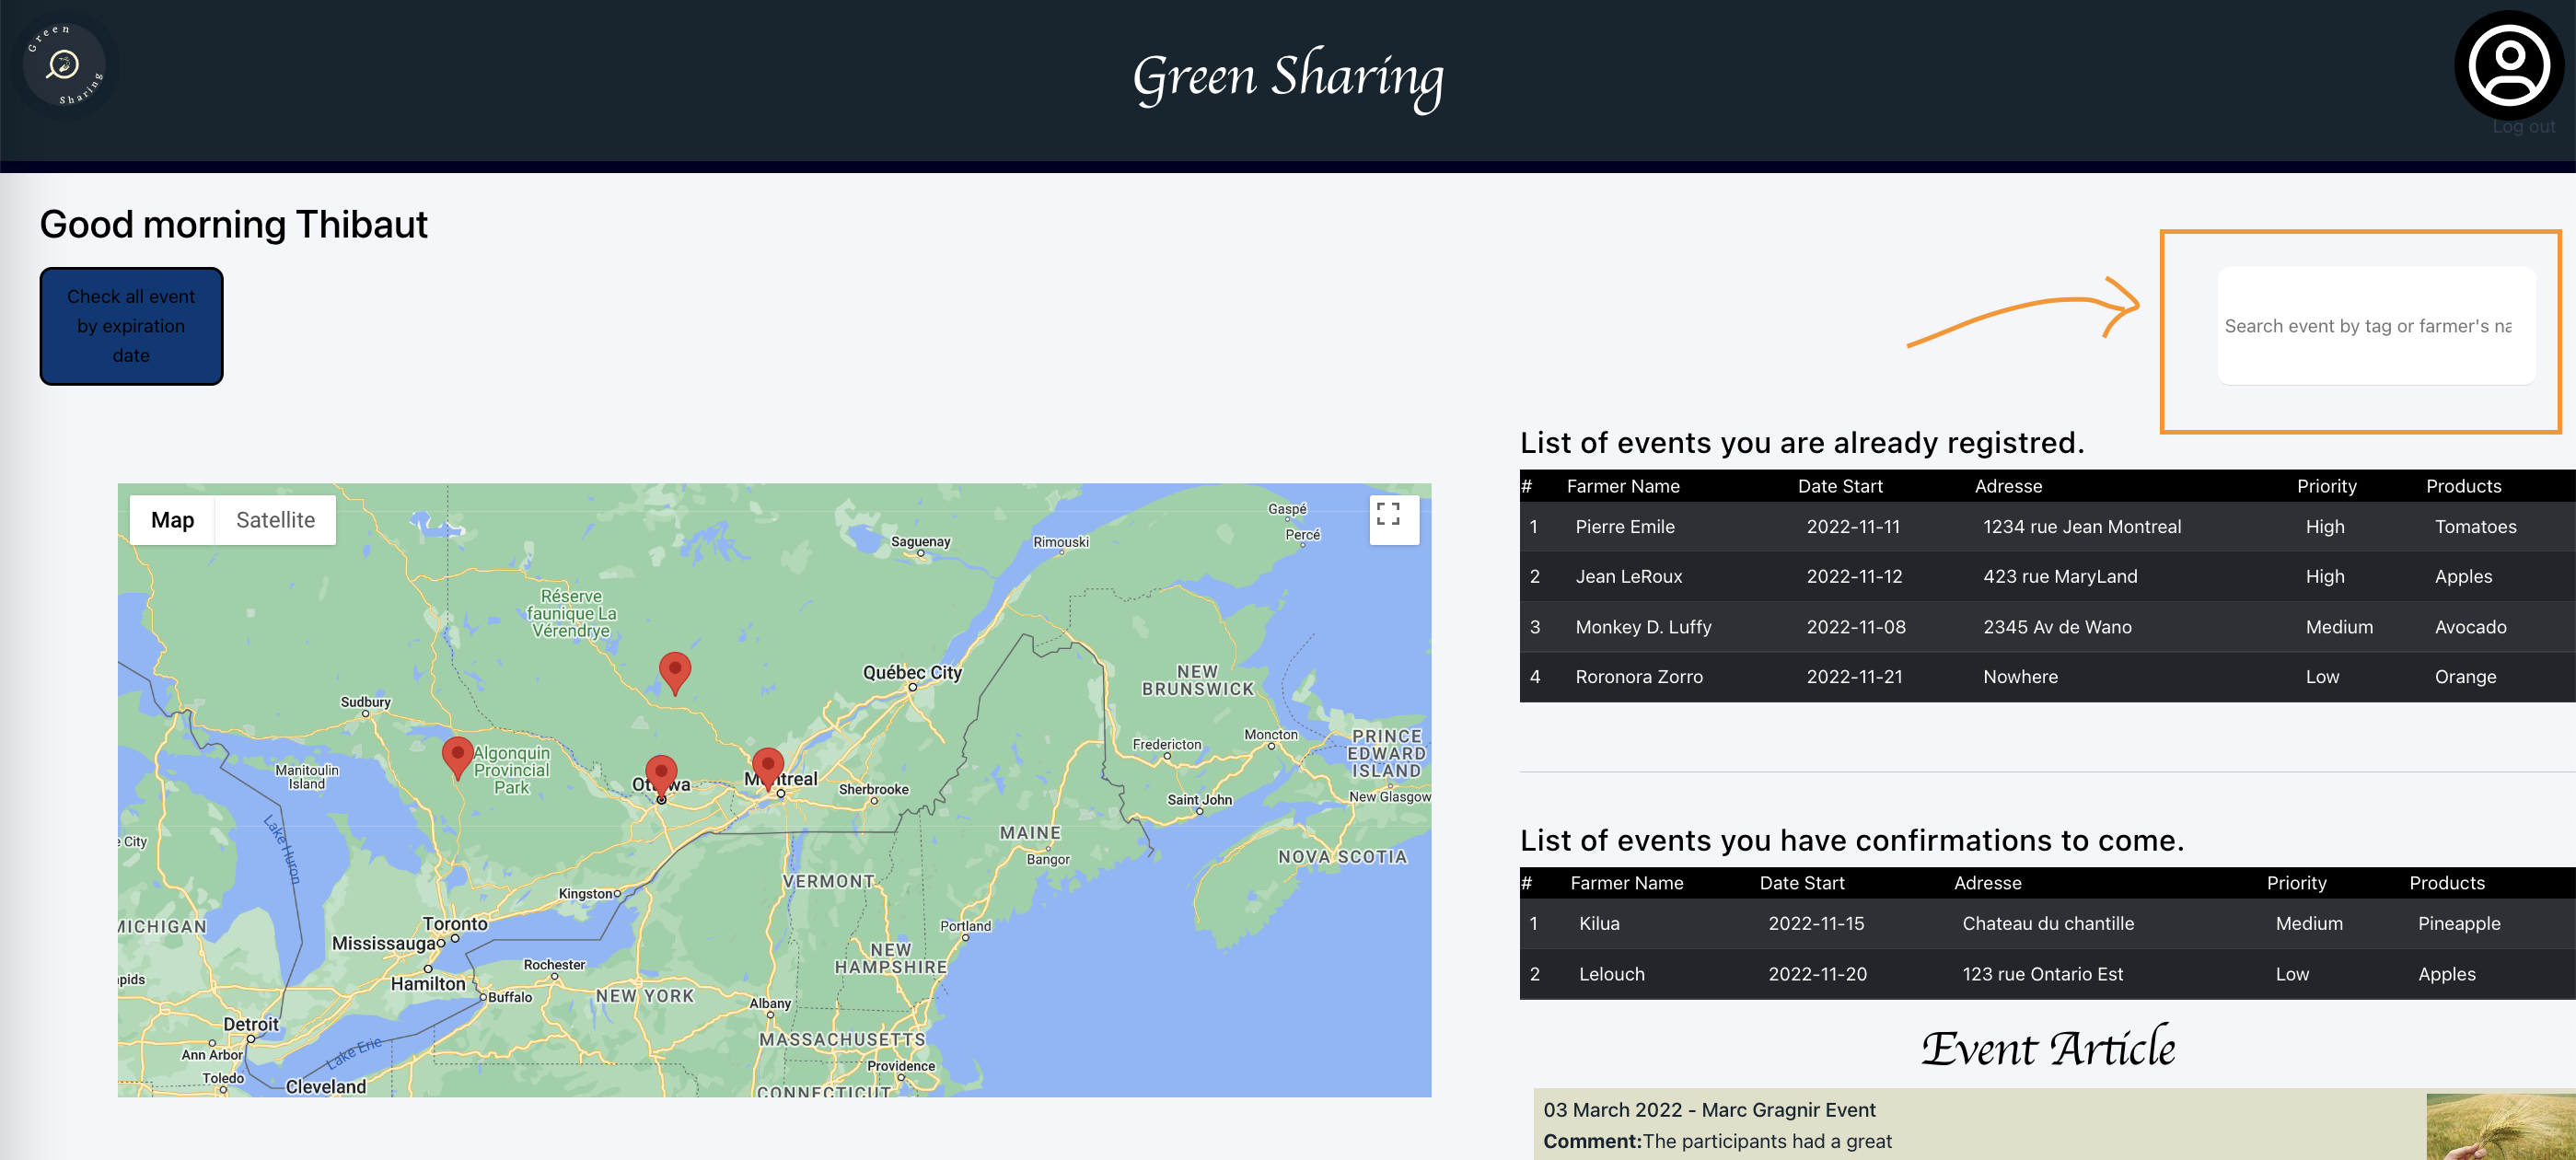 Green
Sharing
Green Sharing
Log out
Good morning Thibaut
Check all event
by expiration
date
Search event by tag or farmer's na
Map Satellite
Gaspé
Percé
Saguenay
Rimouski
Réserve
faunique La
Vérendrye
Québec City
NEW
BRUNSWICK
Sudbury
Algonquin
Provincial
Park
Manitoulin
Island
Ottawa
Montreal
Sherbrooke
Fredericton
Moncton
PRINCE
EDWARD
ISLAND
New Glasgow
Saint John
Lake Huron
City
MAINE
Bangor
NOVA SCOTIA
VERMONT
Kingston
MICHIGAN
Toronto
Mississauga
Portland
NEW
HAMPSHIRE
Rochester
Hamilton
Buffalo
NEW YORK
Albany
Detroit
Ann Arbor
Lake Erie
MASSACHUSETTS
Toledo
Providence
Cleveland
CONNECTICUT
List of events you are already registred.
# Farmer Name Date Start Adresse Priority Products
1 Pierre Emile 2022-11-11 1234 rue Jean Montreal High Tomatoes
2 Jean LeRoux 2022-11-12 423 rue MaryLand High Apples
3 Monkey D. Luffy 2022-11-08 2345 Av de Wano Medium Avocado
4 Roronora Zorro 2022-11-21 Nowhere Low Orange
List of events you have confirmations to come.
# Farmer Name Date Start Adresse Priority Products
1 Kilua 2022-11-15 Chateau du chantille Medium Pineapple
2 Lelouch 2022-11-20 123 rue Ontario Est Low Apples
Event Article
03 March 2022 - Marc Gragnir Event
Comment:The participants had a great